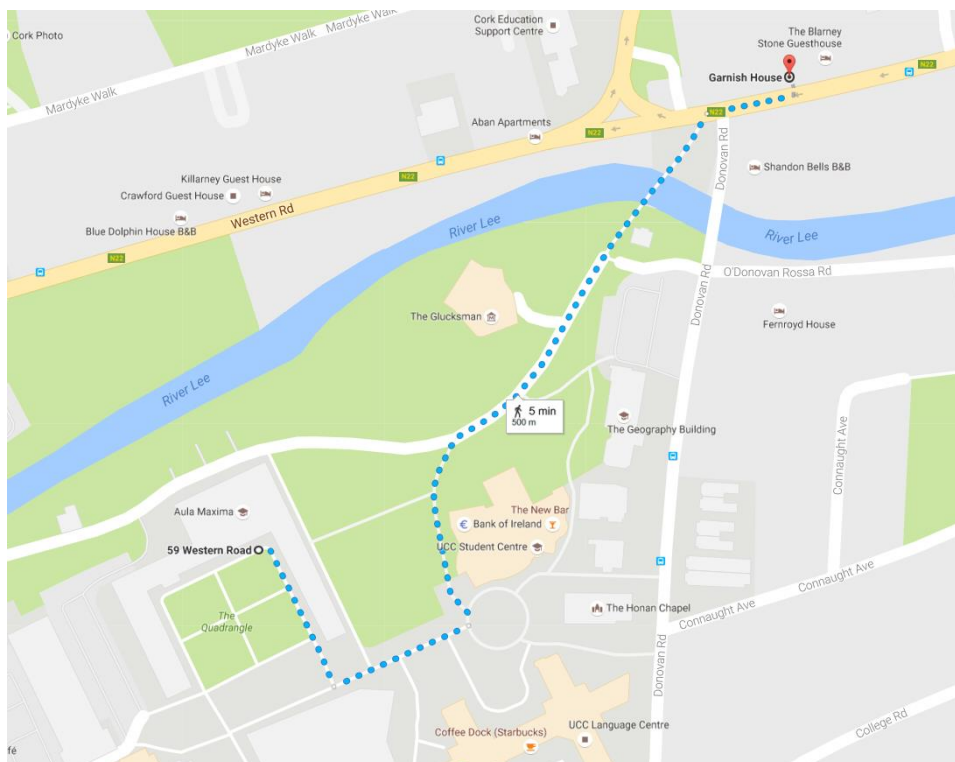 Cork Photo
Mardyke Walk
Mardyke Walk
Mardyke Walk
Cork Education
Support Centre
The Blarney
Stone Guesthouse
Garnish House
N22
N22
N22
Aban Apartments
N22
Donovan Rd
Shandon Bells B&B
Killarney Guest House
Crawford Guest House
Western Rd
Blue Dolphin House B&B
N22
River Lee
River Lee
O'Donovan Rossa Rd
Donovan Rd
The Glucksman
Fernroyd House
River Lee
5 min
500 m
The Geography Building
Connaught Ave
Aula Maxima
The New Bar
€
Bank of Ireland
UCC Student Centre
59 Western Road
Connaught Ave
The
Quadrangle
The Honan Chapel
Connaught Ave
Donovan Rd
Coffee Dock (Starbucks)
UCC Language Centre
College Rd
fé